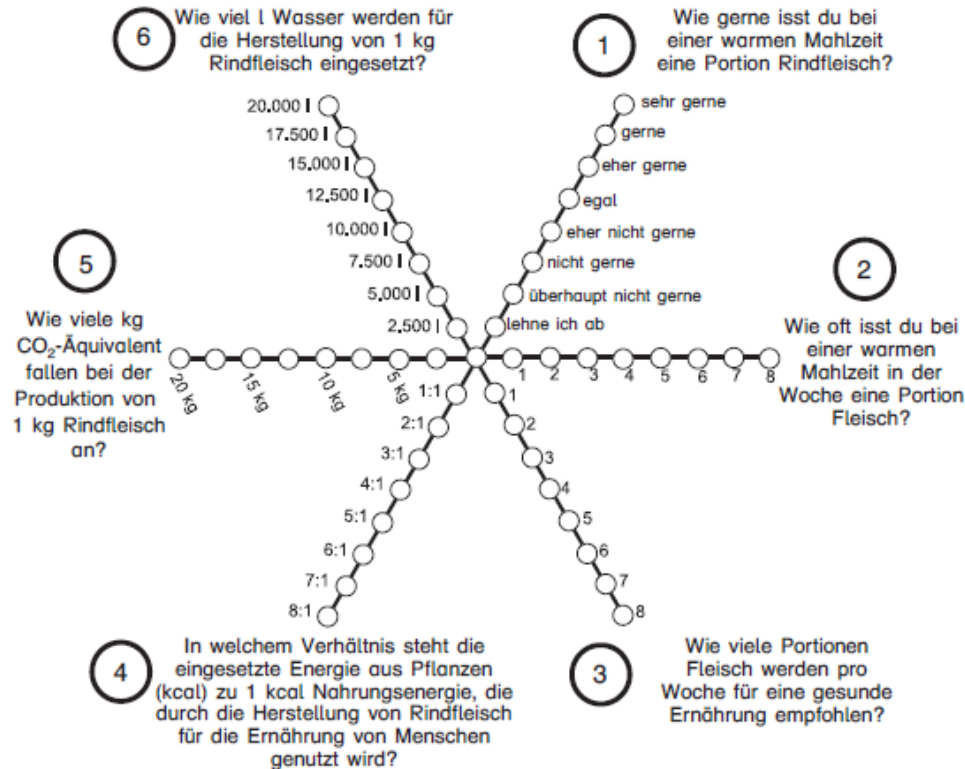 6
Wie viel l Wasser werden für
die Herstellung von 1 kg
Rindfleisch eingesetzt?
1
Wie gerne isst du bei
einer warmen Mahlzeit
eine Portion Rindfleisch?
20.000 l
17.500 l
15.000 l
12.500 l
10.000 l
7.500 l
5,000 l
2,500 l
sehr gerne
gerne
eher gerne
egal
eher nicht gerne
nicht gerne
überhaupt nicht gerne
lehne ich ab
5
Wie viele kg
CO₂-Äquivalent
fallen bei der
Produktion von
1 kg Rindfleisch
an?
20 kg
15 kg
10 kg
5 kg
1
2
3
4
5
6
7
8
2
Wie oft isst du bei
einer warmen
Mahlzeit in der
Woche eine Portion
Fleisch?
1:1
2:1
3:1
4:1
5:1
6:1
7:1
8:1
1
2
3
4
5
6
7
8
4
In welchem Verhältnis steht die
eingesetzte Energie aus Pflanzen
(kcal) zu 1 kcal Nahrungsenergie, die
durch die Herstellung von Rindfleisch
für die Ernährung von Menschen
genutzt wird?
3
Wie viele Portionen
Fleisch werden pro
Woche für eine gesunde
Ernährung empfohlen?